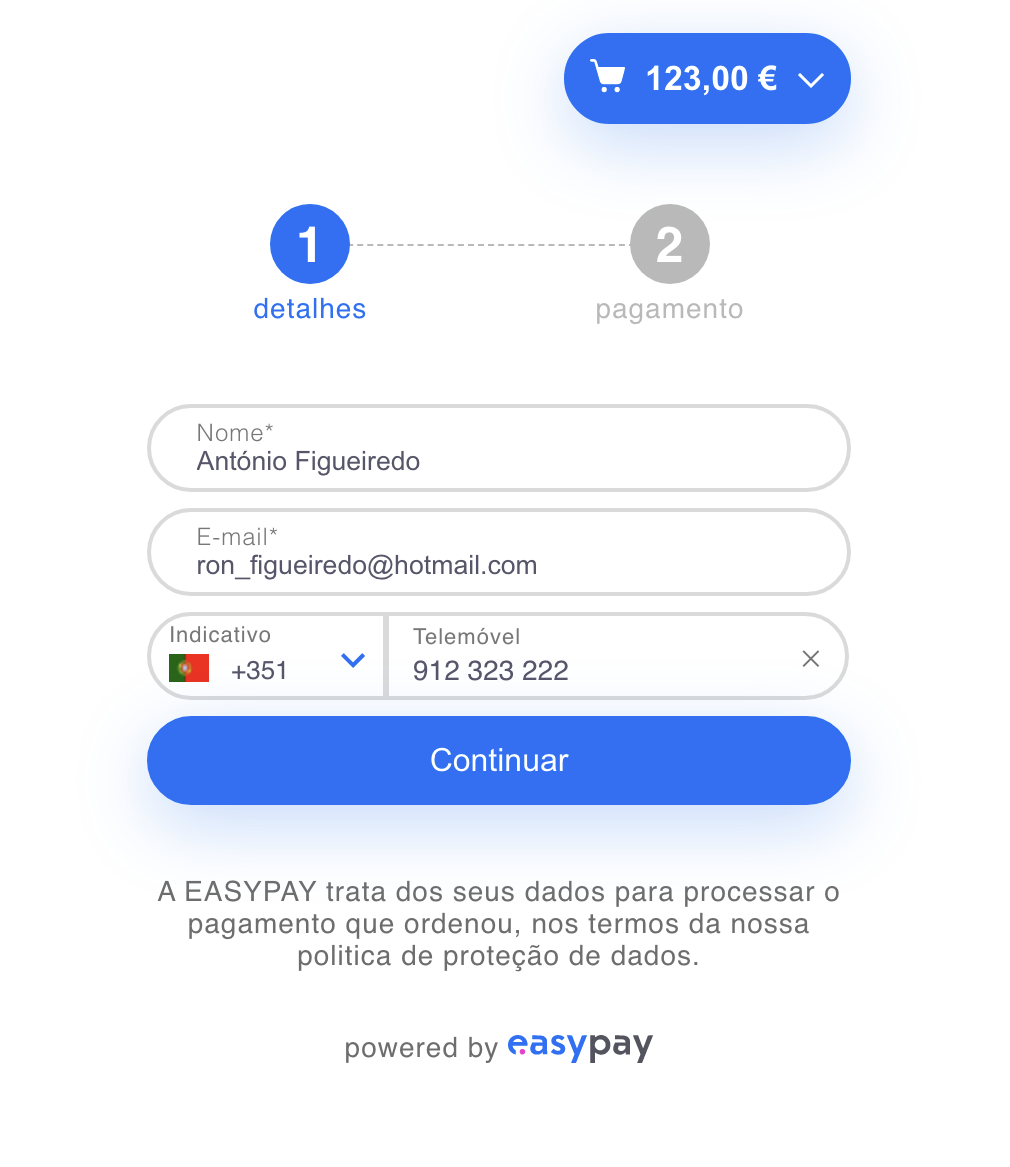 123,00 €
1
2
detalhes
pagamento
Nome*
António Figueiredo
E-mail*
ron_figueiredo@hotmail.com
Indicativo
+351
Telemóvel
912 323 222
Continuar
A EASYPAY trata dos seus dados para processar o
pagamento que ordenou, nos termos da nossa
politica de proteção de dados.
powered by easypay